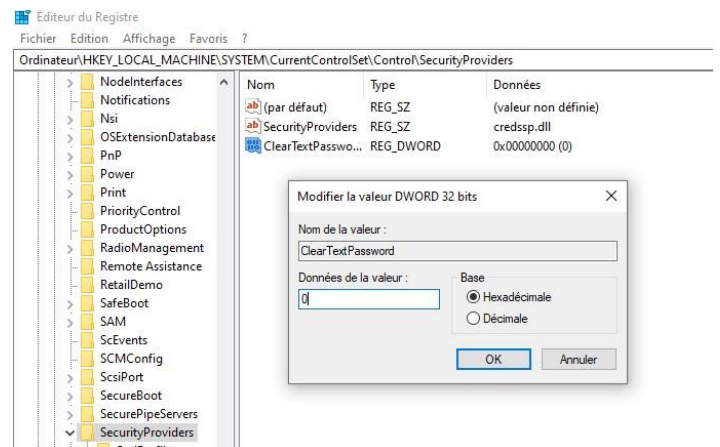 Éditeur du Registre
Fichier Edition Affichage Favoris ?
Ordinateur\HKEY_LOCAL_MACHINE\SYSTEM\CurrentControlSet\Control\SecurityProviders
NodeInterfaces
Notifications
Nsi
OSExtensionDatabase
PnP
Power
Print
PriorityControl
ProductOptions
RadioManagement
Remote Assistance
RetailDemo
SafeBoot
SAM
ScEvents
SCMConfig
ScsiPort
SecureBoot
SecurePipeServers
SecurityProviders
Nom Type Données
(par défaut) REG_SZ (valeur non définie)
SecurityProviders REG_SZ credssp.dll
ClearTextPasswo... REG_DWORD 0x00000000 (0)
Modifier la valeur DWORD 32 bits
Nom de la valeur :
ClearTextPassword
Données de la valeur :
0
Base
Hexadécimale
Décimale
OK Annuler